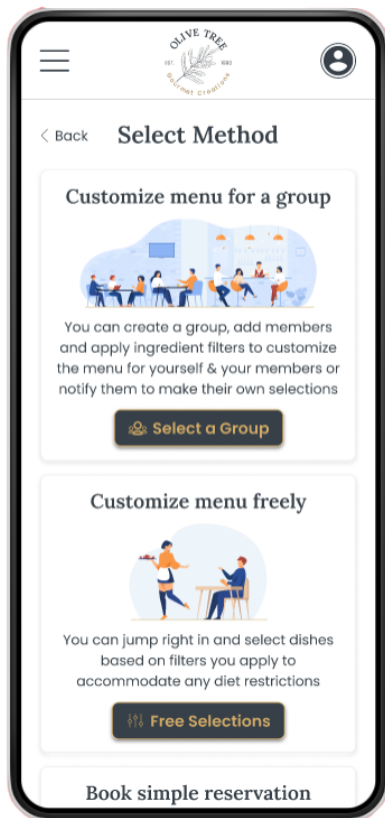 OLIVE TREE
EST. 1990
Gourmet Creations
< Back Select Method
Customize menu for a group
You can create a group, add members
and apply ingredient filters to customize
the menu for yourself & your members or
notify them to make their own selections
Select a Group
Customize menu freely
You can jump right in and select dishes
based on filters you apply to
accommodate any diet restrictions
Free Selections
Book simple reservation